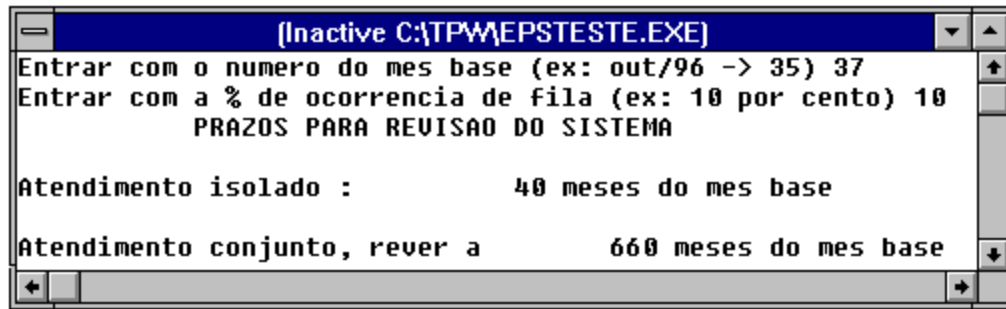 (Inactive C:\TPW\EPSTESTE.EXE)
Entrar com o numero do mes base (ex: out/96 -> 35) 37
Entrar com a % de ocorrencia de fila (ex: 10 por cento) 10
PRAZOS PARA REVISAO DO SISTEMA
Atendimento isolado : 40 meses do mes base
Atendimento conjunto, rever a 660 meses do mes base